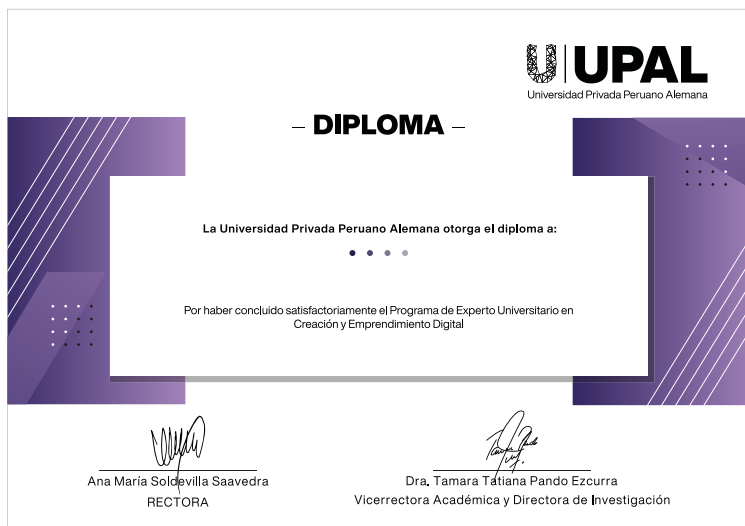 UPAL
Universidad Privada Peruano Alemana
– DIPLOMA –
La Universidad Privada Peruano Alemana otorga el diploma a:
Por haber concluido satisfactoriamente el Programa de Experto Universitario en
Creación y Emprendimiento Digital
Ana María Soldevilla Saavedra
RECTORA
Dra. Tamara Tatiana Pando Ezcurra
Vicerrectora Académica y Directora de Investigación